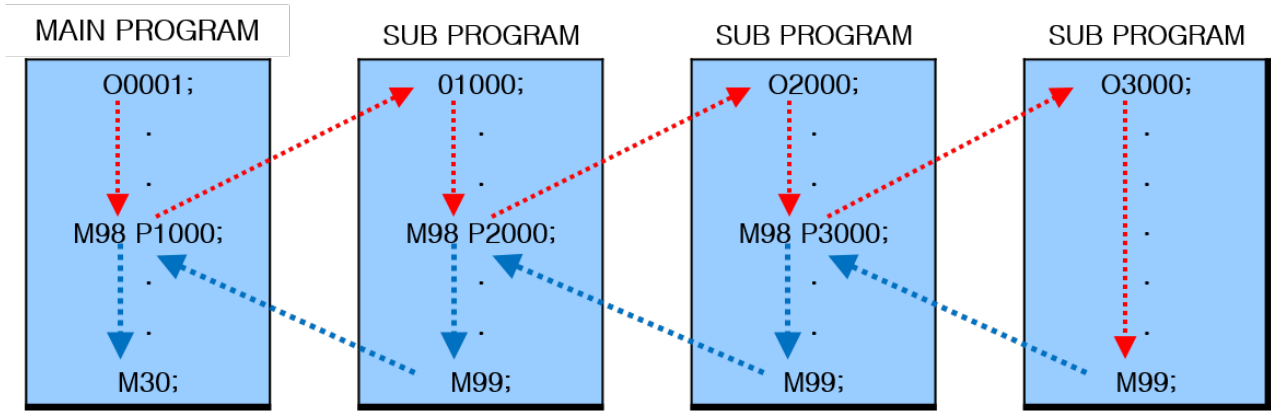 MAIN PROGRAM
O0001;
.
.
M98 P1000;
.
.
M30;
SUB PROGRAM
01000;
.
.
M98 P2000;
.
.
M99;
SUB PROGRAM
O2000;
.
.
M98 P3000;
.
.
M99;
SUB PROGRAM
O3000;
.
.
.
.
.
M99;